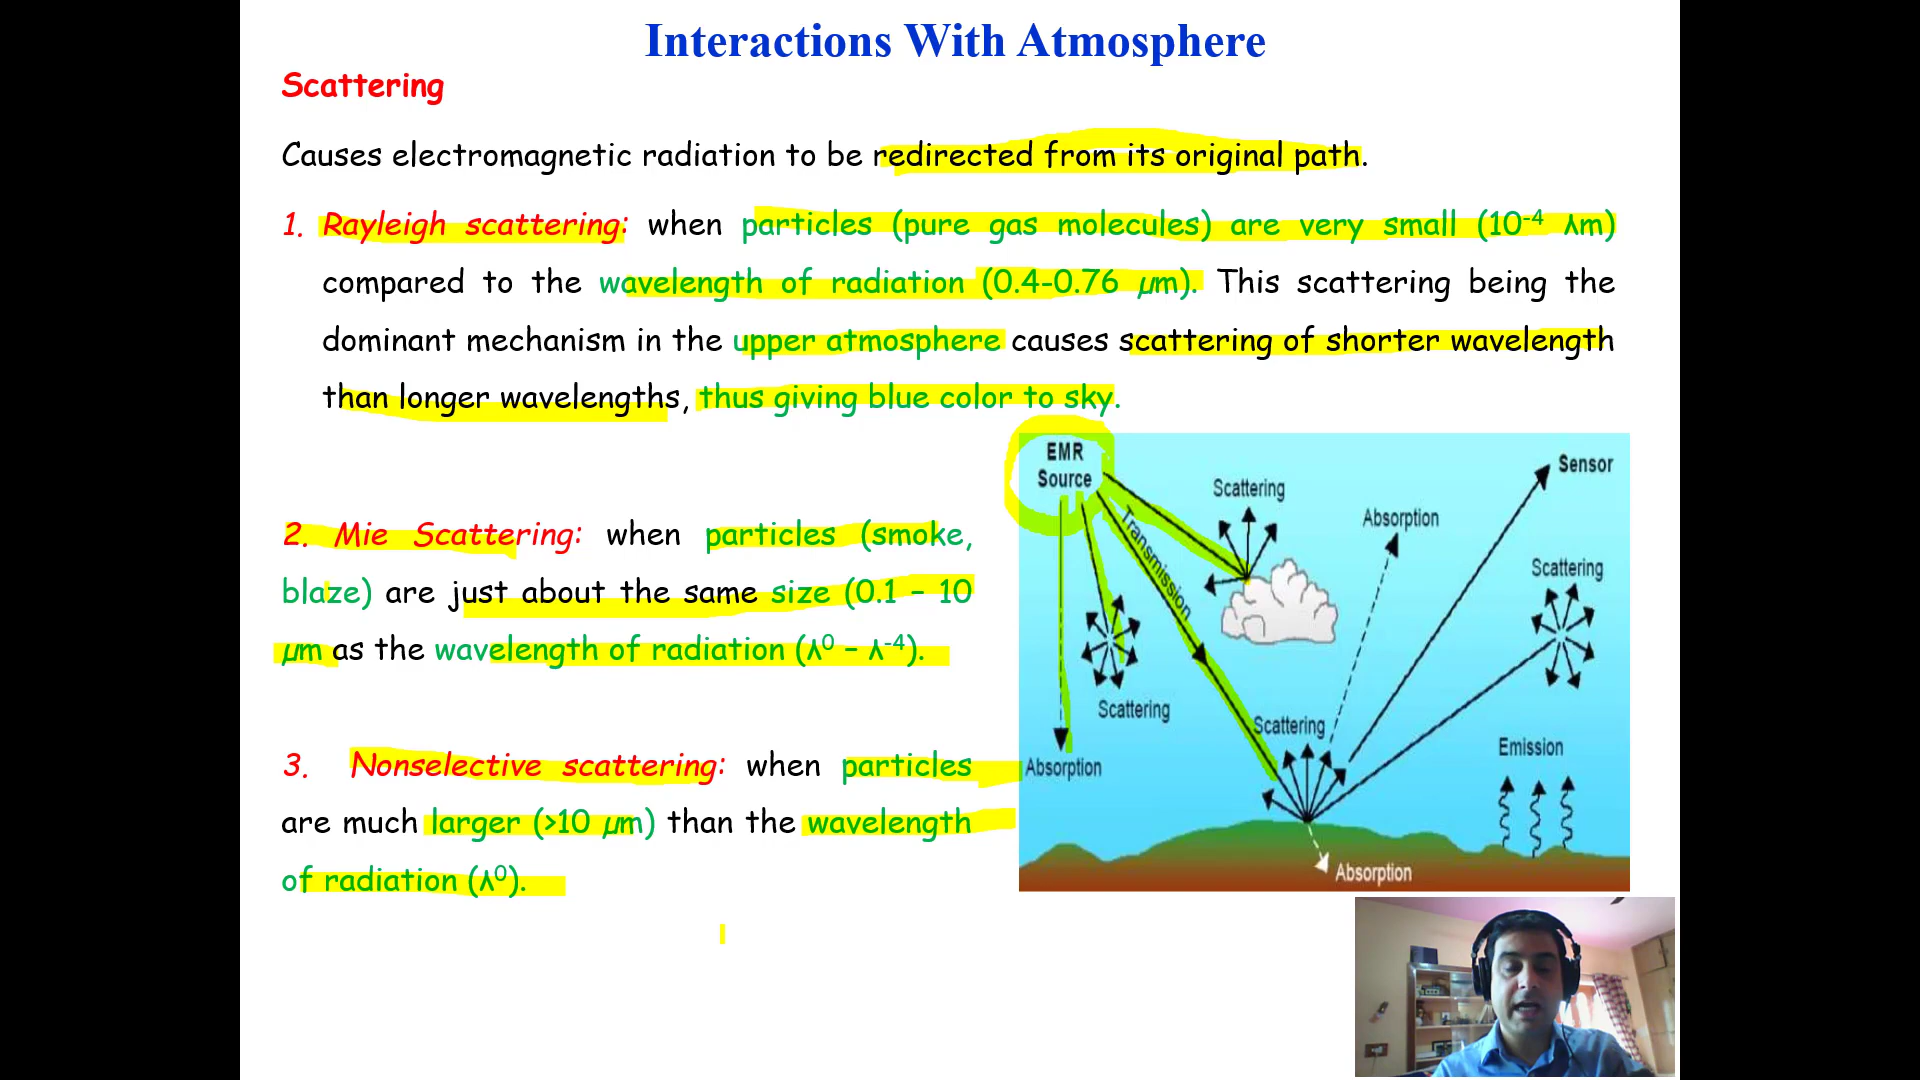 Interactions With Atmosphere
Scattering
Causes electromagnetic radiation to be redirected from its original path.
1. Rayleigh scattering: when particles (pure gas molecules) are very small (10⁻⁴ λm)
compared to the wavelength of radiation (0.4-0.76 µm). This scattering being the
dominant mechanism in the upper atmosphere causes scattering of shorter wavelength
than longer wavelengths, thus giving blue color to sky.
2. Mie Scattering: when particles (smoke,
blaze) are just about the same size (0.1 – 10
µm as the wavelength of radiation (λ⁰ – λ⁻⁴).
3. Nonselective scattering: when particles
are much larger (>10 µm) than the wavelength
of radiation (λ⁰).
EMR
Source
Scattering
Sensor
Absorption
Transmission
Scattering
Scattering
Scattering
Emission
Absorption
Absorption